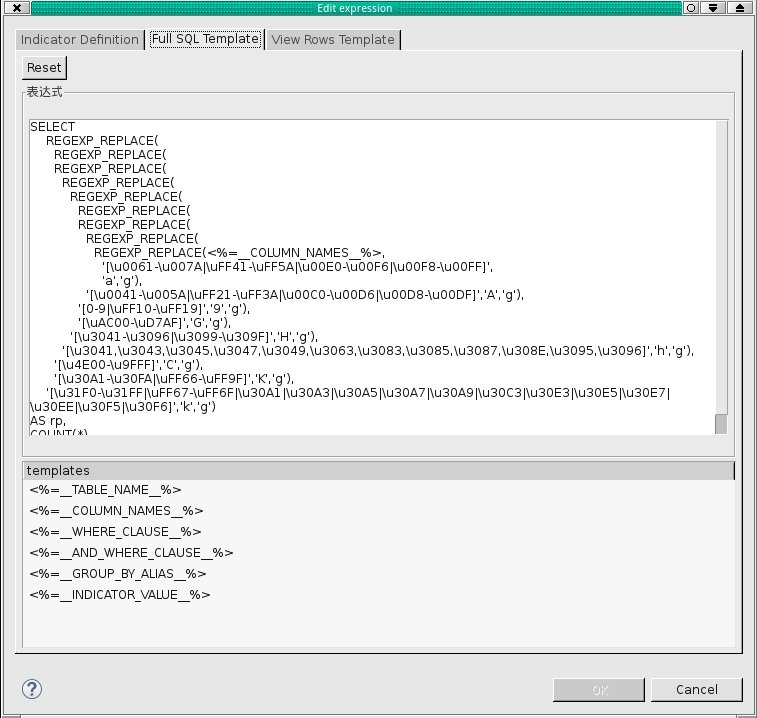 Edit expression
Indicator Definition Full SQL Template View Rows Template
Reset
表达式
SELECT
REGEXP_REPLACE(
REGEXP_REPLACE(
REGEXP_REPLACE(
REGEXP_REPLACE(
REGEXP_REPLACE(
REGEXP_REPLACE(
REGEXP_REPLACE(
REGEXP_REPLACE(
REGEXP_REPLACE(<%=__COLUMN_NAMES__%>,
'[\u0061-\u007A|\uFF41-\uFF5A|\u00E0-\u00F6|\u00F8-\u00FF]',
'a','g'),
'[\u0041-\u005A|\uFF21-\uFF3A|\u00C0-\u00D6|\u00D8-\u00DF]','A','g'),
'[0-9|\uFF10-\uFF19]','9','g'),
'[\uAC00-\uD7AF]','G','g'),
'[\u3041-\u3096|\u3099-\u309F]','H','g'),
'[\u3041,\u3043,\u3045,\u3047,\u3049,\u3063,\u3083,\u3085,\u3087,\u308E,\u3095,\u3096]','h','g'),
'[\u4E00-\u9FFF]','C','g'),
'[\u30A1-\u30FA|\uFF66-\uFF9F]','K','g'),
'[\u31F0-\u31FF|\uFF67-\uFF6F|\u30A1|\u30A3|\u30A5|\u30A7|\u30A9|\u30C3|\u30E3|\u30E5|\u30E7|
\u30EE|\u30F5|\u30F6]','k','g')
AS rp,
COUNT(*)
templates
<%=__TABLE_NAME__%>
<%=__COLUMN_NAMES__%>
<%=__WHERE_CLAUSE__%>
<%=__AND_WHERE_CLAUSE__%>
<%=__GROUP_BY_ALIAS__%>
<%=__INDICATOR_VALUE__%>
? OK Cancel